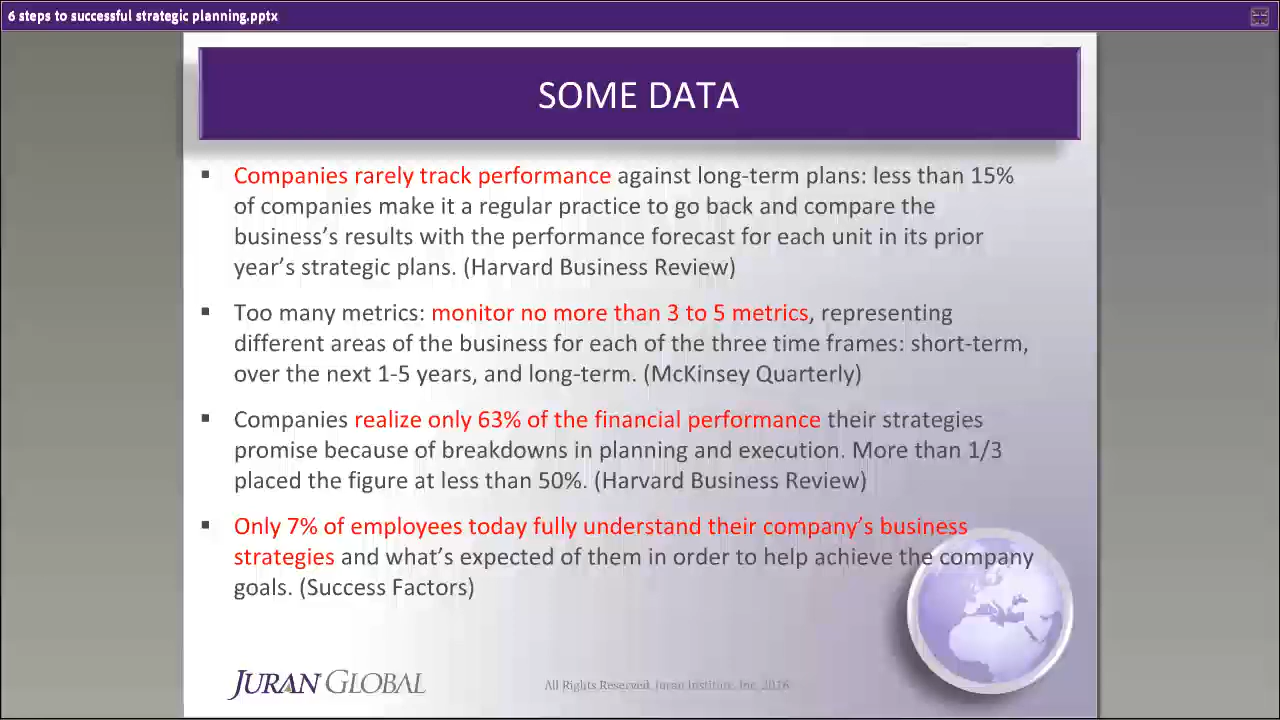 6 steps to successful strategic planning.pptx
SOME DATA
▪ Companies rarely track performance against long-term plans: less than 15%
of companies make it a regular practice to go back and compare the
business’s results with the performance forecast for each unit in its prior
year’s strategic plans. (Harvard Business Review)
▪ Too many metrics: monitor no more than 3 to 5 metrics, representing
different areas of the business for each of the three time frames: short-term,
over the next 1-5 years, and long-term. (McKinsey Quarterly)
▪ Companies realize only 63% of the financial performance their strategies
promise because of breakdowns in planning and execution. More than 1/3
placed the figure at less than 50%. (Harvard Business Review)
▪ Only 7% of employees today fully understand their company’s business
strategies and what’s expected of them in order to help achieve the company
goals. (Success Factors)
JURAN GLOBAL
All Rights Reserved, Juran Institute, Inc. 2016